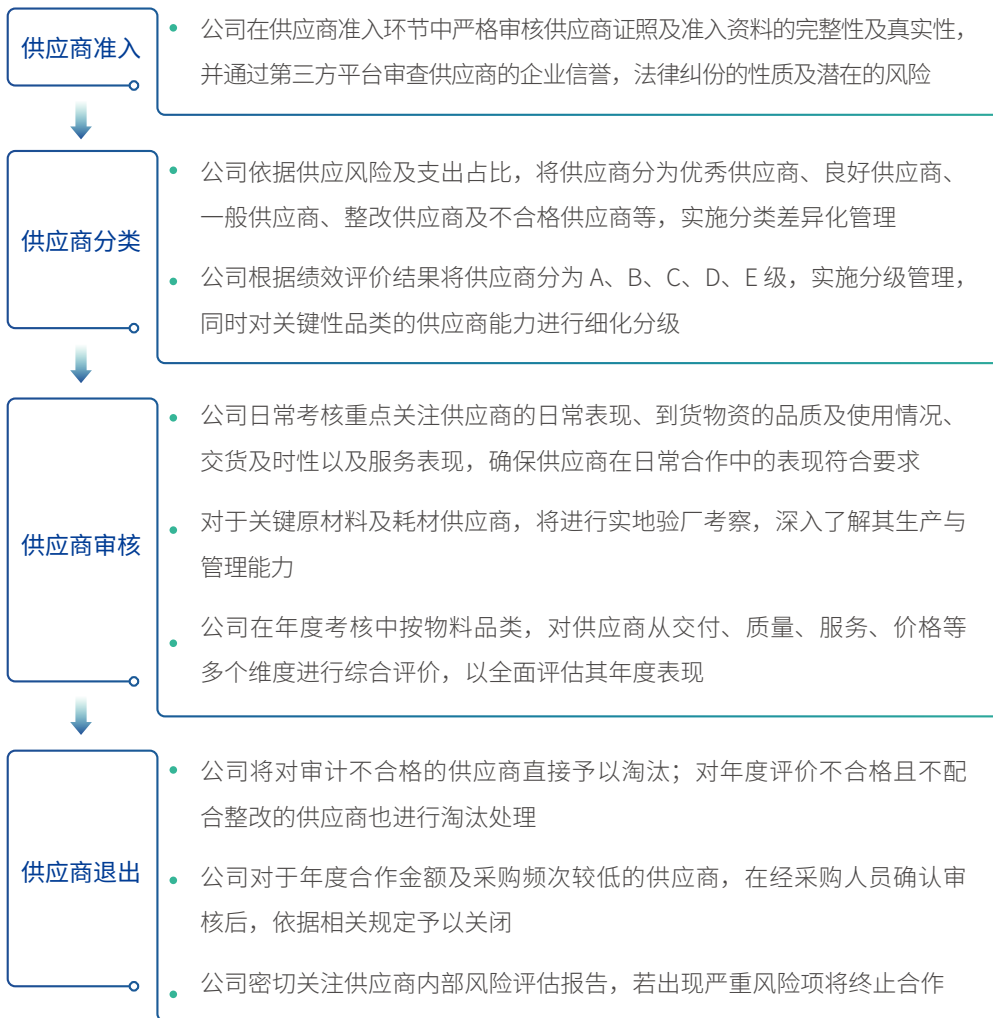 供应商准入
公司在供应商准入环节中严格审核供应商证照及准入资料的完整性及真实性，
并通过第三方平台审查供应商的企业信誉，法律纠纷的性质及潜在的风险
供应商分类
公司依据供应风险及支出占比，将供应商分为优秀供应商、良好供应商、
一般供应商、整改供应商及不合格供应商等，实施分类差异化管理
公司根据绩效评价结果将供应商分为 A、B、C、D、E 级，实施分级管理，
同时对关键性品类的供应商能力进行细化分级
供应商审核
公司日常考核重点关注供应商的日常表现、到货物资的品质及使用情况、
交货及时性以及服务表现，确保供应商在日常合作中的表现符合要求
对于关键原材料及耗材供应商，将进行实地验厂考察，深入了解其生产与
管理能力
公司在年度考核中按物料品类，对供应商从交付、质量、服务、价格等
多个维度进行综合评价，以全面评估其年度表现
供应商退出
公司将对审计不合格的供应商直接予以淘汰；对年度评价不合格且不配
合整改的供应商也进行淘汰处理
公司对于年度合作金额及采购频次较低的供应商，在经采购人员确认审
核后，依据相关规定予以关闭
公司密切关注供应商内部风险评估报告，若出现严重风险项将终止合作